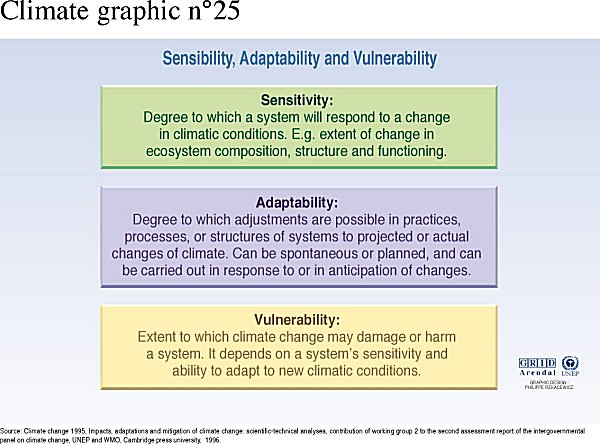 Climate graphic n°25
Sensibility, Adaptability and Vulnerability
Sensitivity:
Degree to which a system will respond to a change
in climatic conditions. E.g. extent of change in
ecosystem composition, structure and functioning.
Adaptability:
Degree to which adjustments are possible in practices,
processes, or structures of systems to projected or actual
changes of climate. Can be spontaneous or planned, and can
be carried out in response to or in anticipation of changes.
Vulnerability:
Extent to which climate change may damage or harm
a system. It depends on a system's sensitivity and
ability to adapt to new climatic conditions.
GRID
Arendal UNEP
GRAPHIC DESIGN :
PHILIPPE REKACEWICZ
Source: Climate change 1995, Impacts, adaptations and mitigation of climate change: scientific-technical analyses, contribution of working group 2 to the second assessment report of the intergovernmental
panel on climate change, UNEP and WMO, Cambridge press university, 1996.